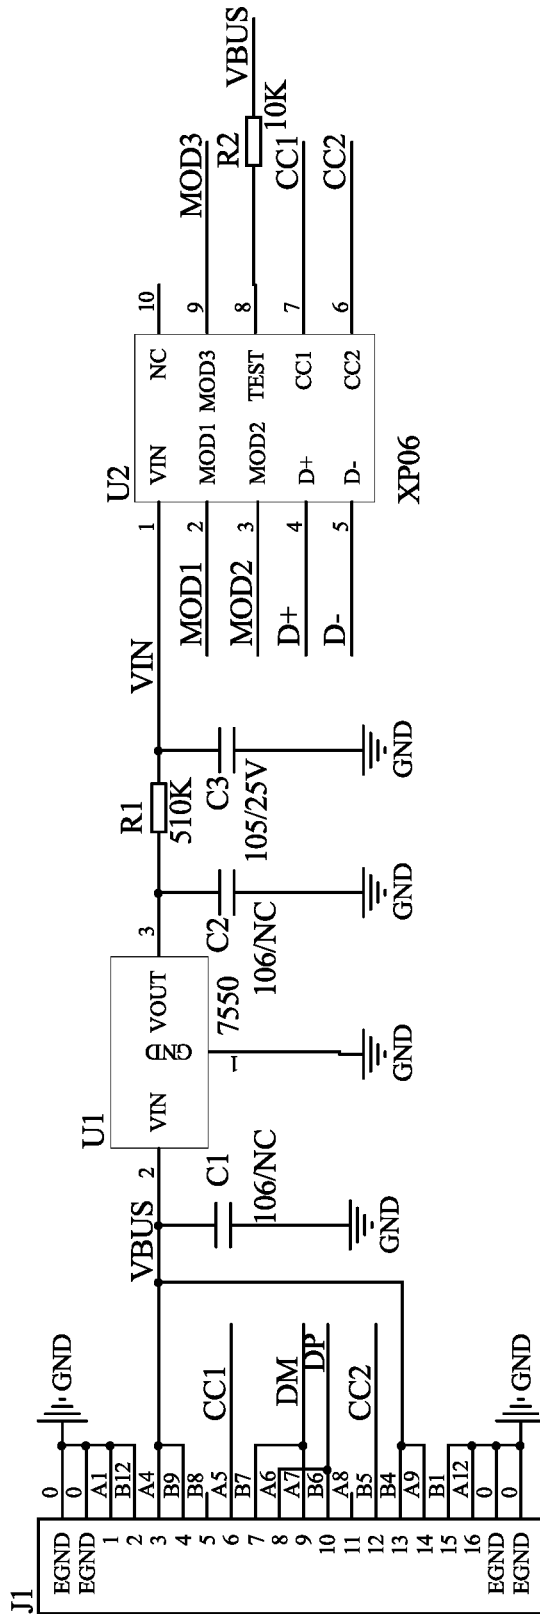 J1
EGND 0
EGND 0
GND
1 A1
2 B12
3 A4
4 B9
5 B8
6 A5
7 B7
8 A6
9 A7
10 B6
11 A8
12 B5
13 B4
14 A9
15 B1
16 A12
EGND 0
EGND 0
GND
CC1
DM
DP
CC2
VBUS
C1
106/NC
GND
U1
2
VIN
GND
VOUT
3
1
7550
GND
C2
106/NC
GND
R1
510K
C3
105/25V
GND
VIN
MOD1
MOD2
D+
D-
U2
1 VIN NC 10
2 MOD1 MOD3 9
3 MOD2 TEST 8
4 D+ CC1 7
5 D- CC2 6
XP06
MOD3
R2
10K
VBUS
CC1
CC2